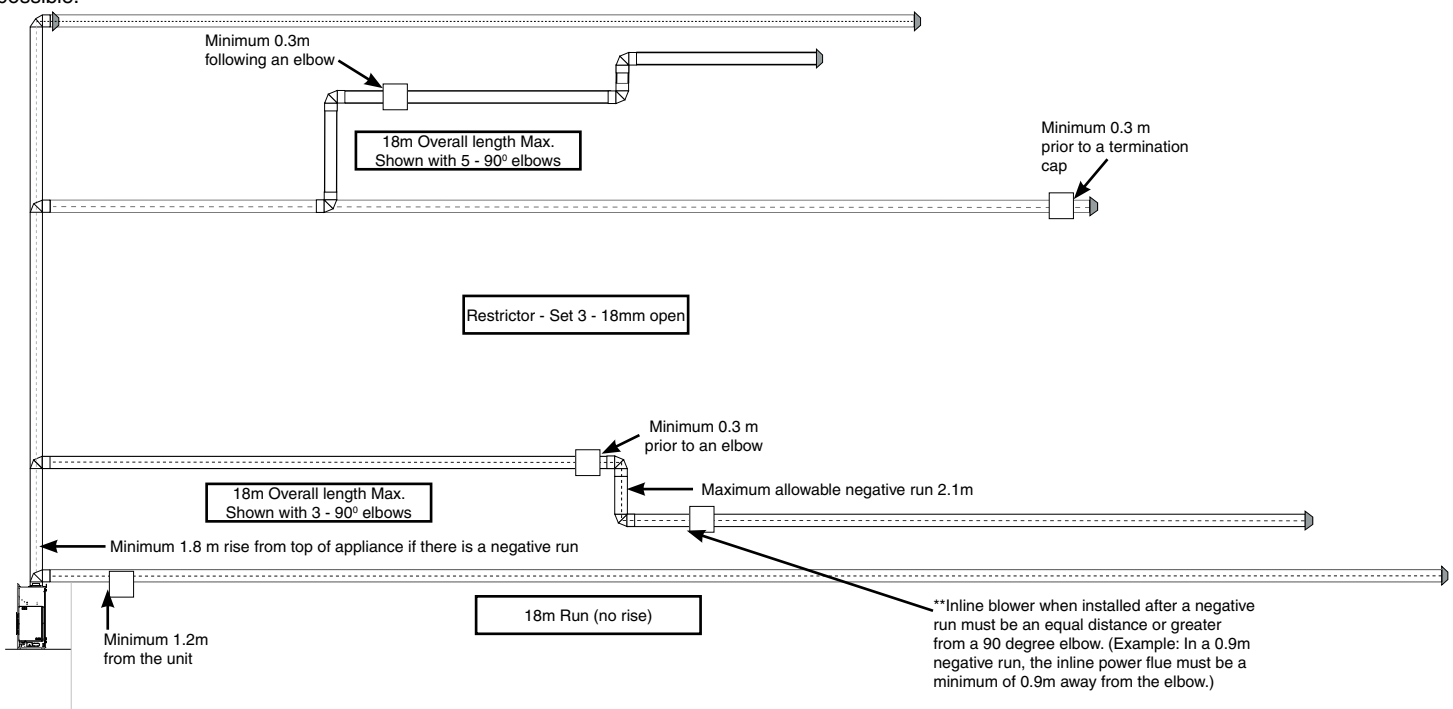 possible.
Minimum 0.3m
following an elbow
18m Overall length Max.
Shown with 5 - 90⁰ elbows
Minimum 0.3 m
prior to a termination
cap
Restrictor - Set 3 - 18mm open
Minimum 0.3 m
prior to an elbow
18m Overall length Max.
Shown with 3 - 90⁰ elbows
Maximum allowable negative run 2.1m
Minimum 1.8 m rise from top of appliance if there is a negative run
18m Run (no rise)
Minimum 1.2m
from the unit
**Inline blower when installed after a negative
run must be an equal distance or greater
from a 90 degree elbow. (Example: In a 0.9m
negative run, the inline power flue must be a
minimum of 0.9m away from the elbow.)